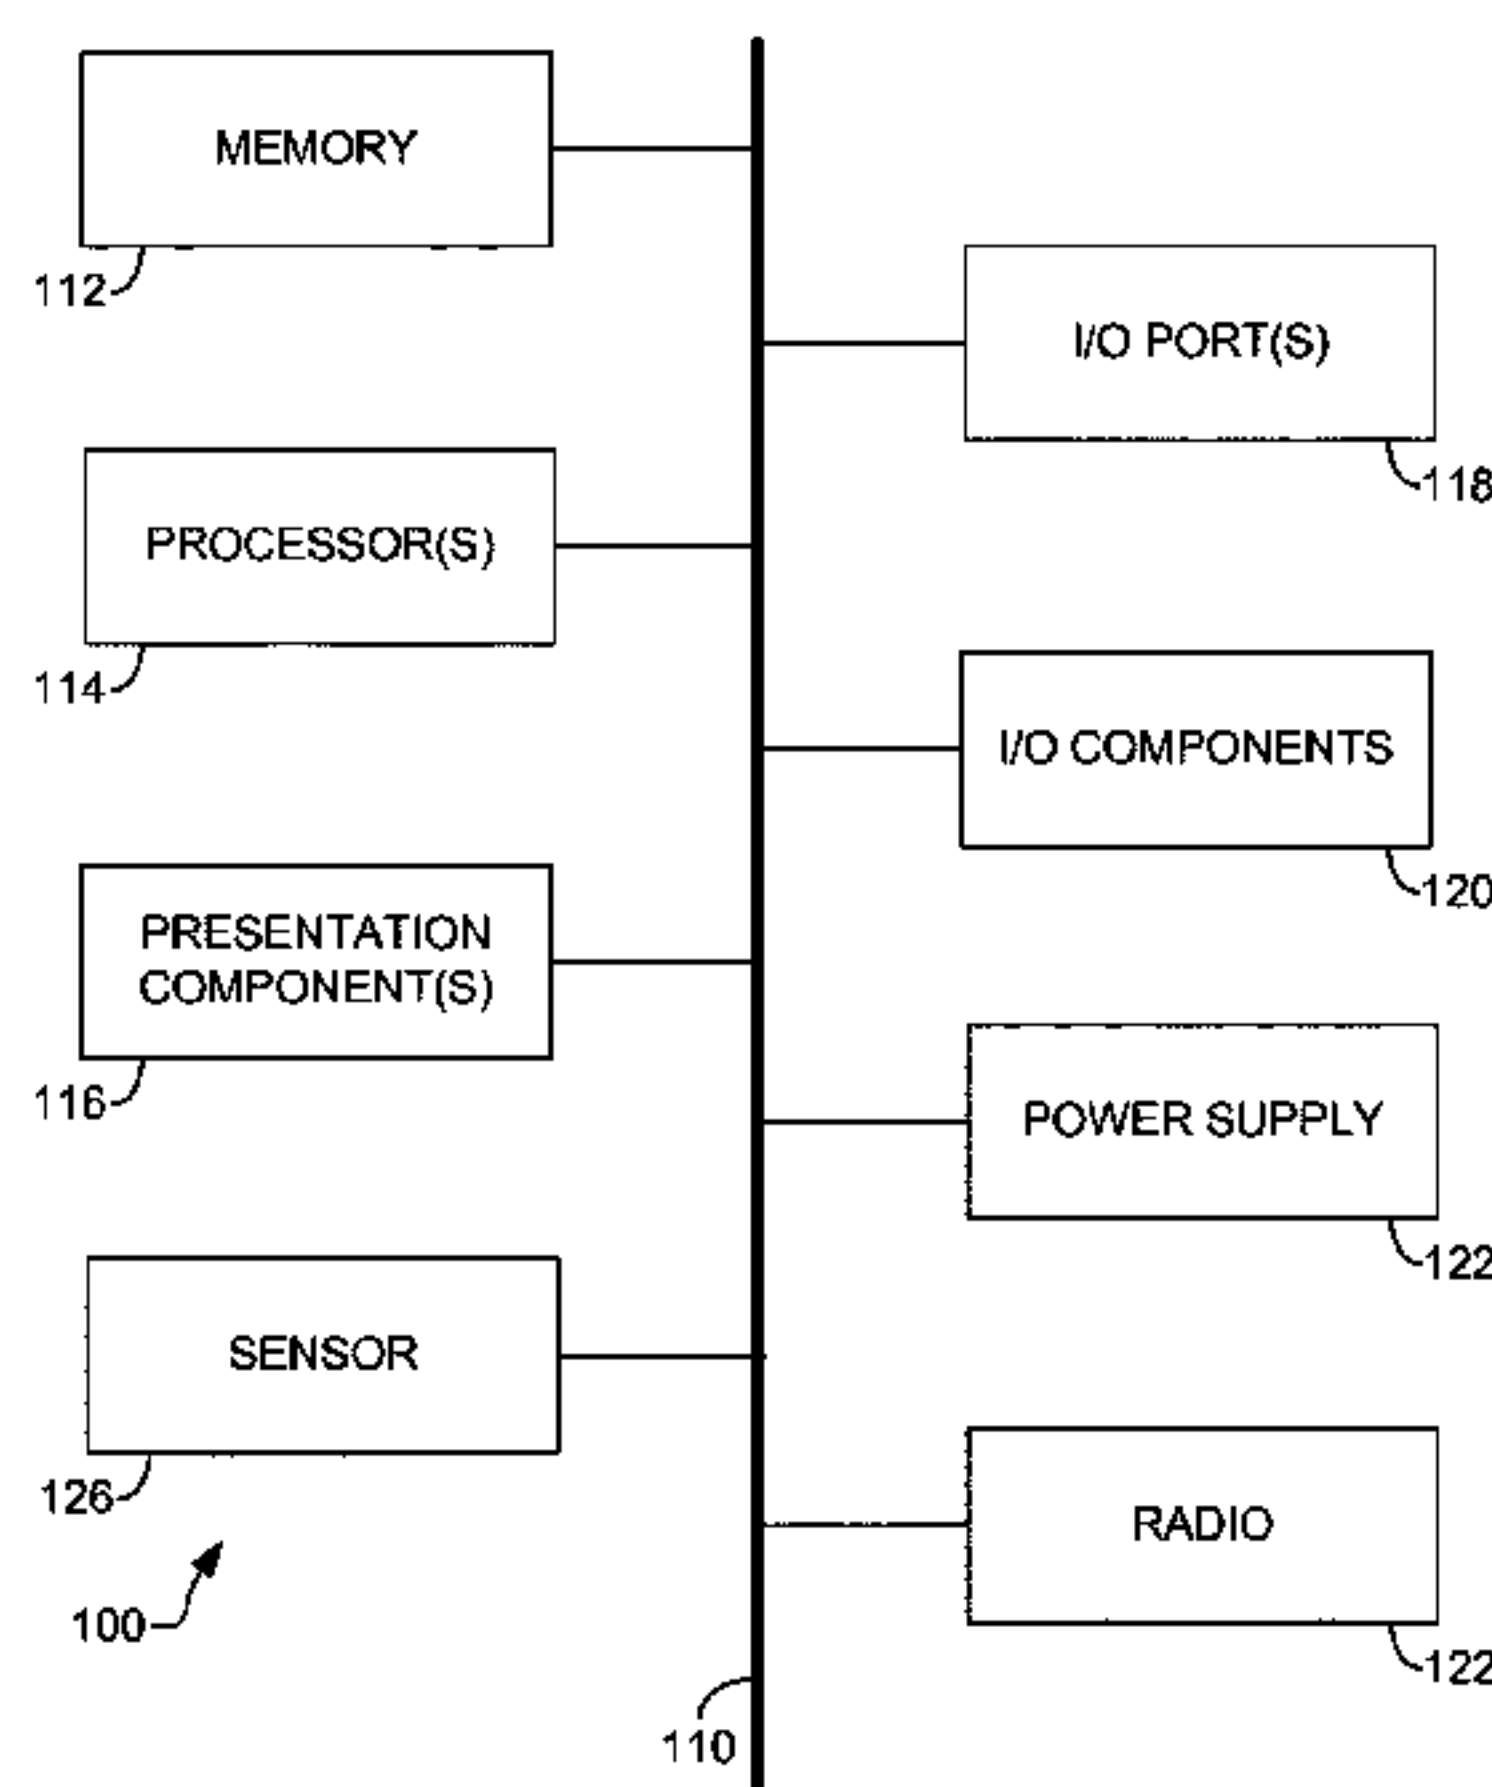 MEMORY
112
I/O PORT(S)
118
PROCESSOR(S)
114
I/O COMPONENTS
120
PRESENTATION
COMPONENT(S)
116
POWER SUPPLY
122
SENSOR
126
RADIO
122
100
110